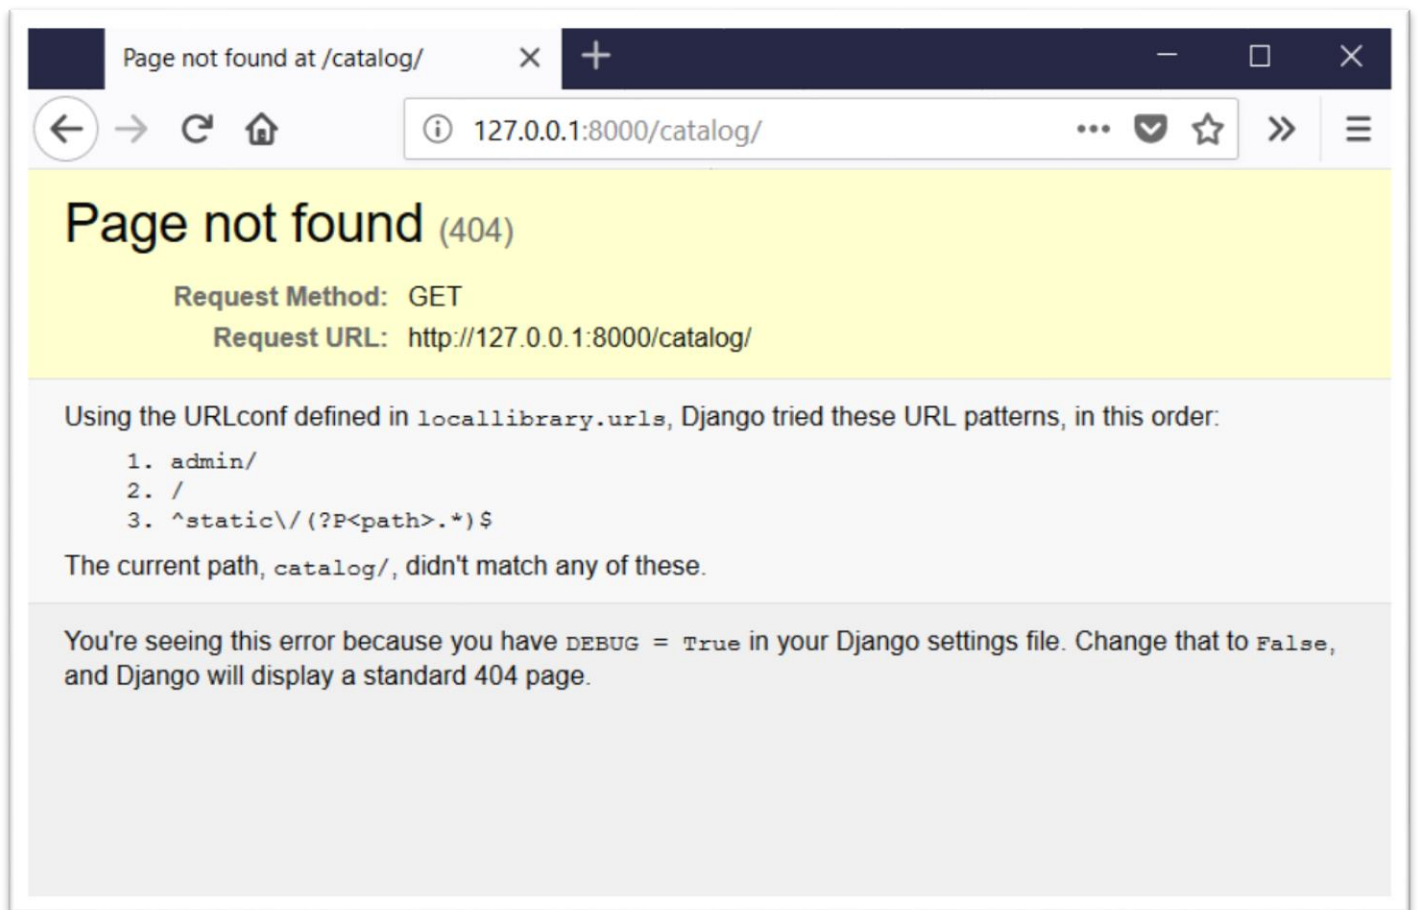 Page not found at /catalog/
127.0.0.1:8000/catalog/
Page not found (404)
Request Method: GET
Request URL: http://127.0.0.1:8000/catalog/
Using the URLconf defined in locallibrary.urls, Django tried these URL patterns, in this order:
1. admin/
2. /
3. ^static\/(?P<path>.*)$
The current path, catalog/, didn't match any of these.
You're seeing this error because you have DEBUG = True in your Django settings file. Change that to False,
and Django will display a standard 404 page.